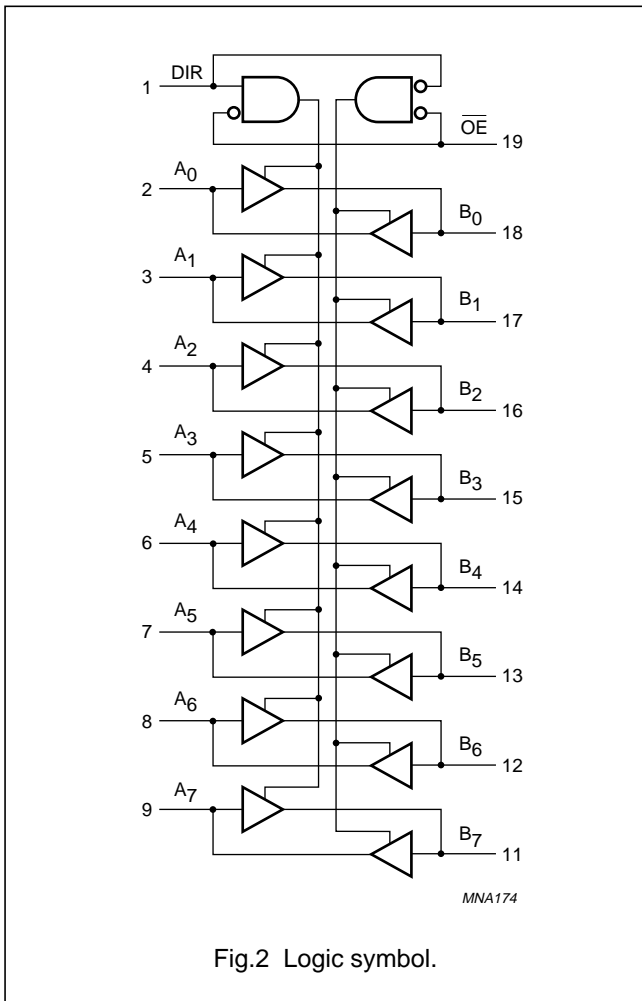 1 DIR
OE 19
2 A0
B0 18
3 A1
B1 17
4 A2
B2 16
5 A3
B3 15
6 A4
B4 14
7 A5
B5 13
8 A6
B6 12
9 A7
B7 11
MNA174
Fig.2 Logic symbol.